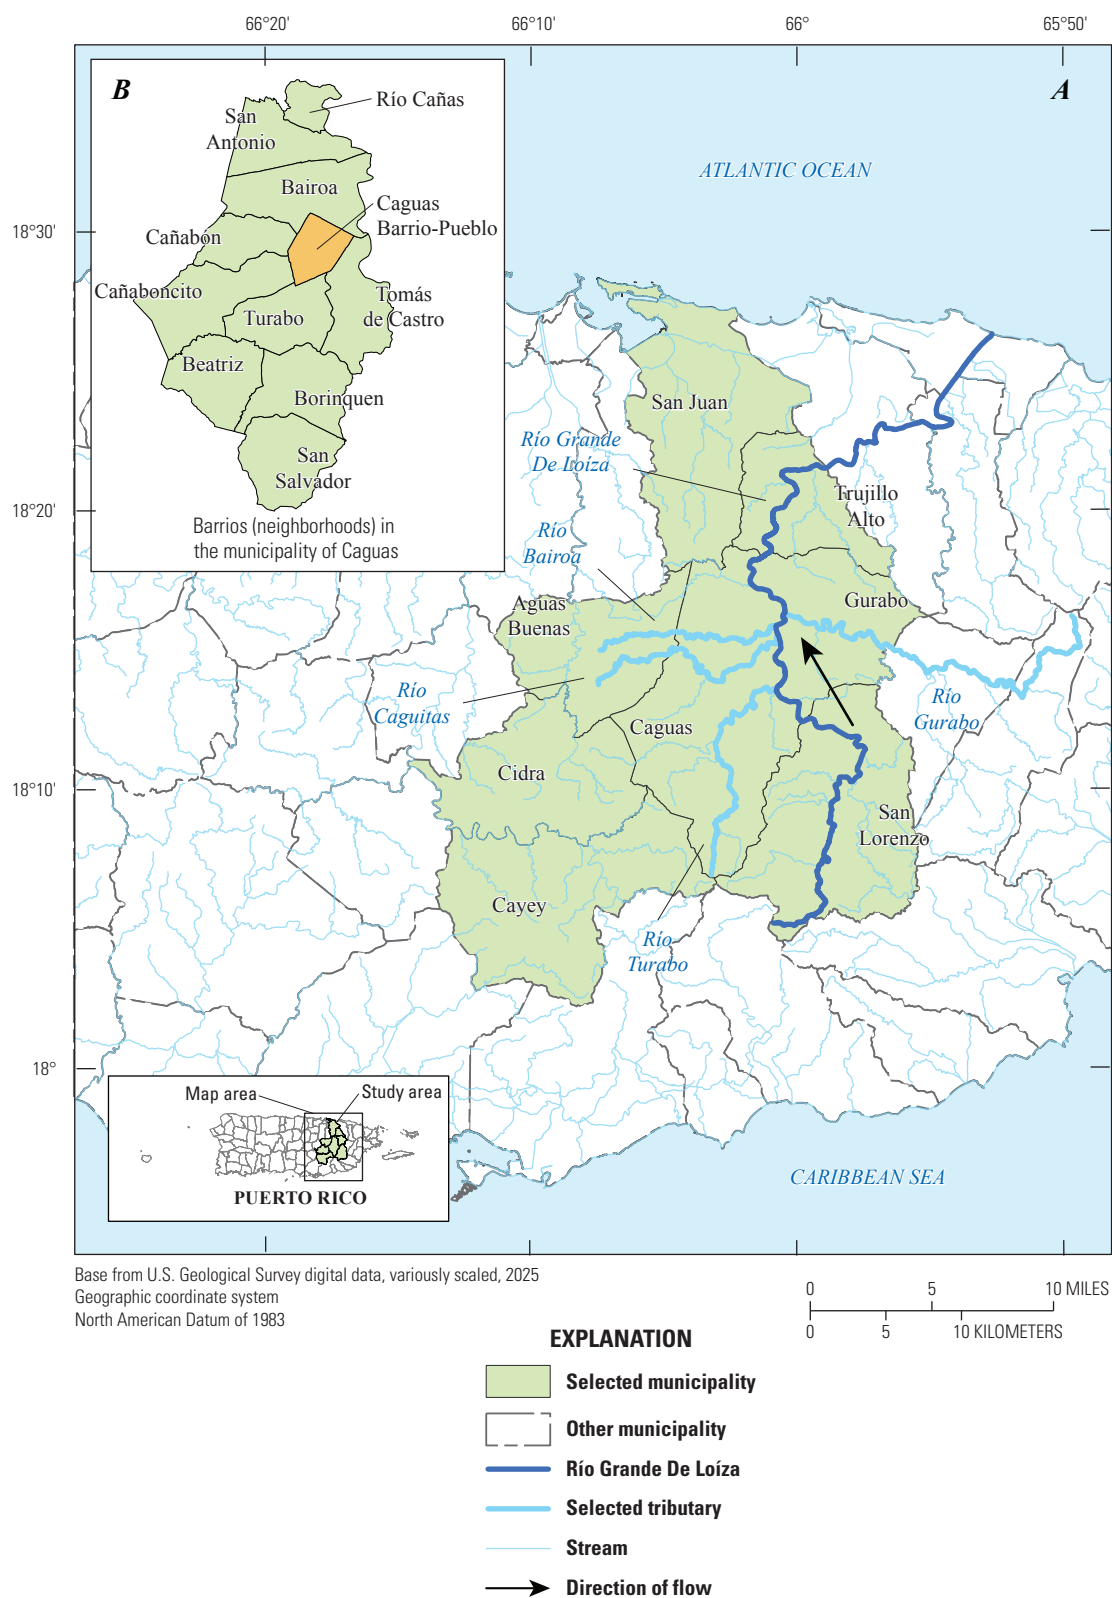 66°20'
66°10'
66°
65°50'
B
A
Río Cañas
San
Antonio
Bairoa
Caguas
Barrio-Pueblo
Cañabón
Cañaboncito
Tomás
de Castro
Turabo
Beatriz
Borinquen
San
Salvador
Barrios (neighborhoods) in
the municipality of Caguas
ATLANTIC OCEAN
18°30'
18°20'
18°10'
18°
San Juan
Río Grande
De Loíza
Trujillo
Alto
Río
Bairoa
Gurabo
Aguas
Buenas
Río
Caguitas
Río
Gurabo
Caguas
Cidra
San
Lorenzo
Cayey
Río
Turabo
Map area
Study area
PUERTO RICO
CARIBBEAN SEA
Base from U.S. Geological Survey digital data, variously scaled, 2025
Geographic coordinate system
North American Datum of 1983
0 5 10 MILES
0 5 10 KILOMETERS
EXPLANATION
Selected municipality
Other municipality
Río Grande De Loíza
Selected tributary
Stream
Direction of flow